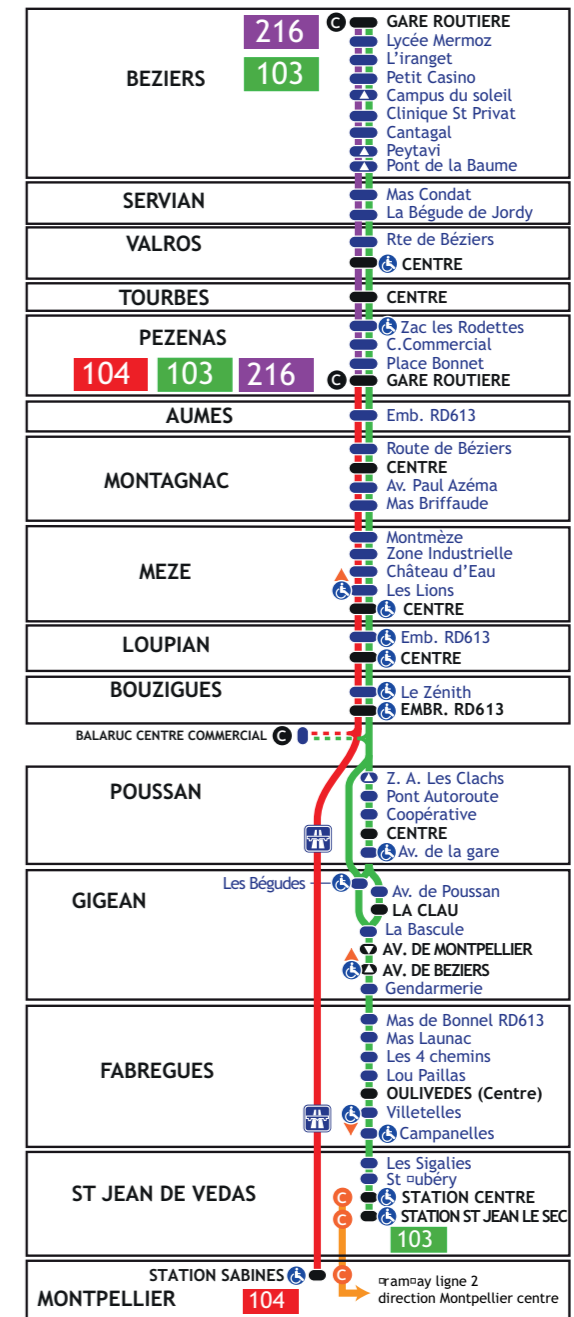 216
C GARE ROUTIERE
Lycée Mermoz
BEZIERS
103
L'iranget
Petit Casino
Campus du soleil
Clinique St Privat
Cantagal
Peytavi
Pont de la Baume
SERVIAN
Mas Condat
La Bégude de Jordy
VALROS
Rte de Béziers
CENTRE
TOURBES
CENTRE
PEZENAS
Zac les Rodettes
C.Commercial
Place Bonnet
104 103 216
C GARE ROUTIERE
AUMES
Emb. RD613
MONTAGNAC
Route de Béziers
CENTRE
Av. Paul Azéma
Mas Briffaude
MEZE
Montmèze
Zone Industrielle
Château d'Eau
Les Lions
CENTRE
LOUPIAN
Emb. RD613
CENTRE
BOUZIGUES
Le Zénith
EMBR. RD613
BALARUC CENTRE COMMERCIAL C
POUSSAN
Z. A. Les Clachs
Pont Autoroute
Coopérative
CENTRE
Av. de la gare
GIGEAN
Les Bégudes
Av. de Poussan
LA CLAU
La Bascule
AV. DE MONTPELLIER
AV. DE BEZIERS
Gendarmerie
FABREGUES
Mas de Bonnel RD613
Mas Launac
Les 4 chemins
Lou Paillas
OULIVEDES (Centre)
Villetelles
Campanelles
ST JEAN DE VEDAS
Les Sigalies
St ¤ubéry
C STATION CENTRE
C STATION ST JEAN LE SEC
103
STATION SABINES C
MONTPELLIER 104
¤ram¤ay ligne 2
direction Montpellier centre